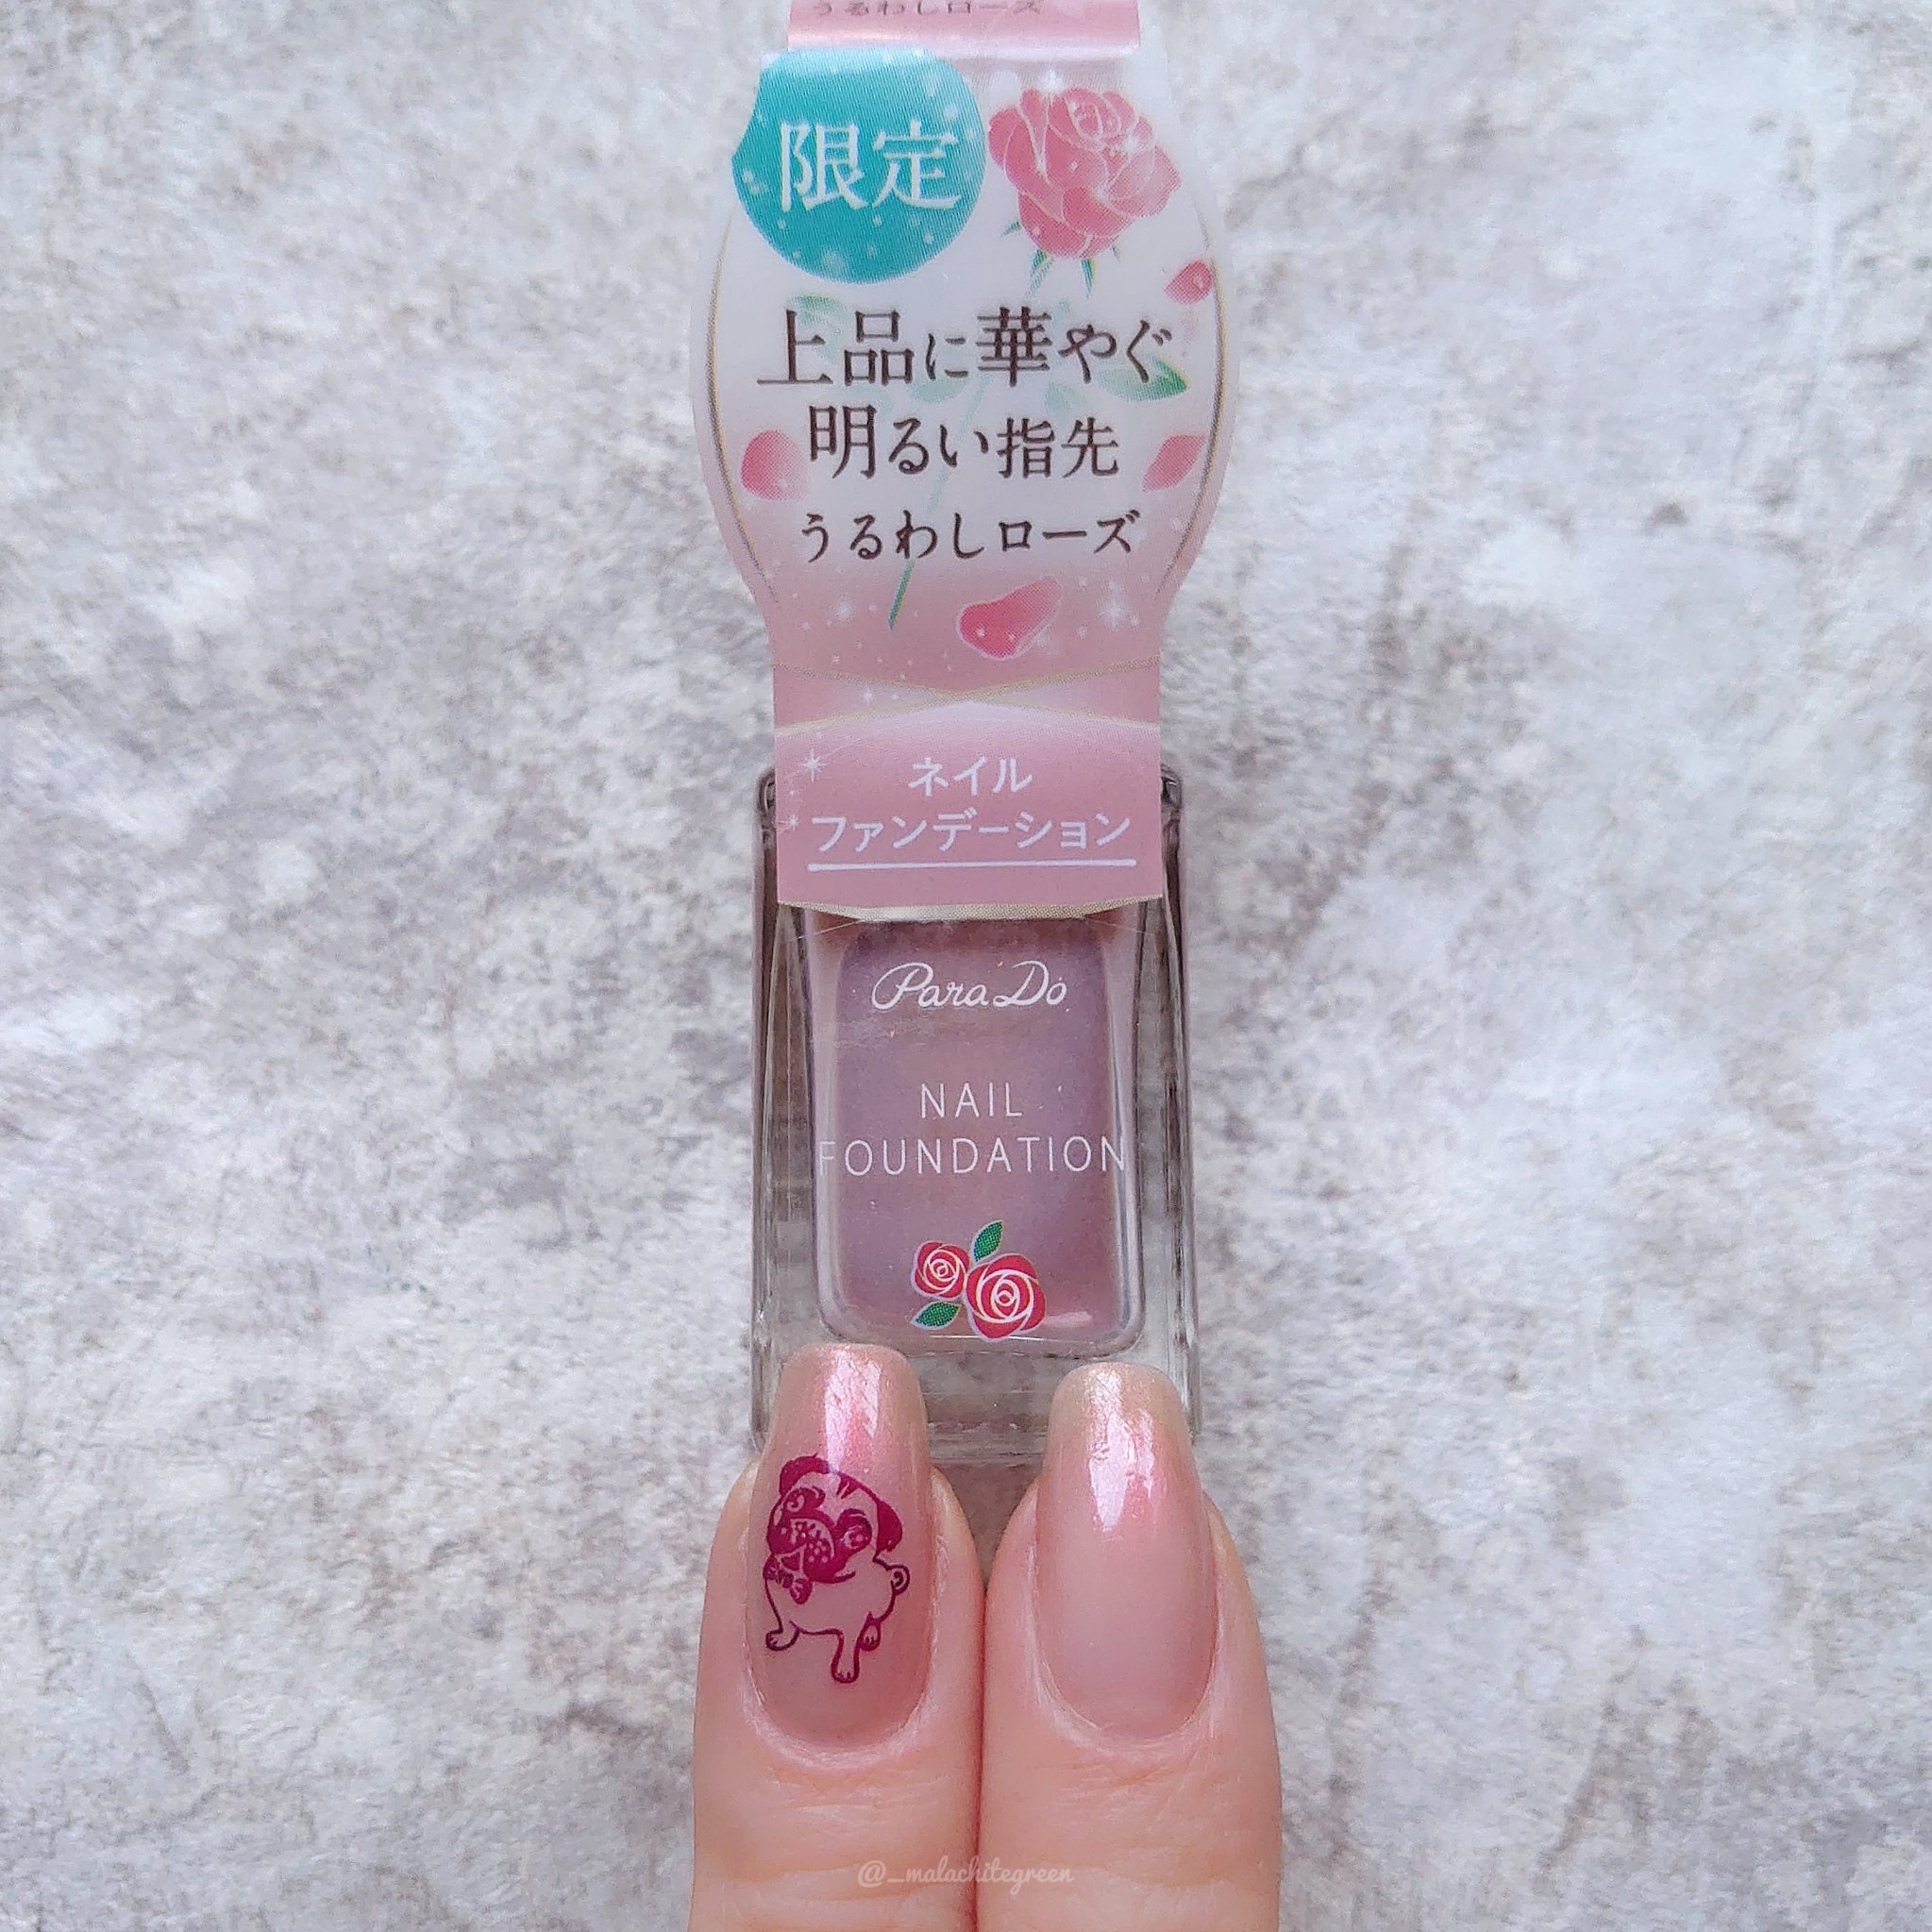 うるわしローズ
限定
上品に華やぐ
明るい指先
うるわしローズ
ネイル
ファンデーション
ParaDo
NAIL
FOUNDATION
@_malachitegreen